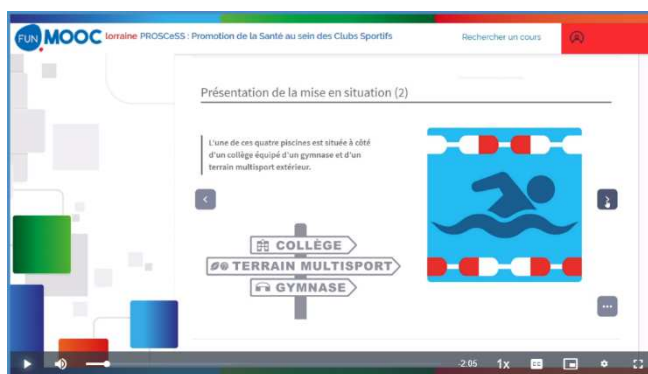 FUN MOOC lorraine PROSCeSS : Promotion de la Santé au sein des Clubs Sportifs Rechercher un cours
Présentation de la mise en situation (2)
L'une de ces quatre piscines est située à côté
d'un collège équipé d'un gymnase et d'un
terrain multisport extérieur.
COLLÈGE
TERRAIN MULTISPORT
GYMNASE
-2:05 1x CC